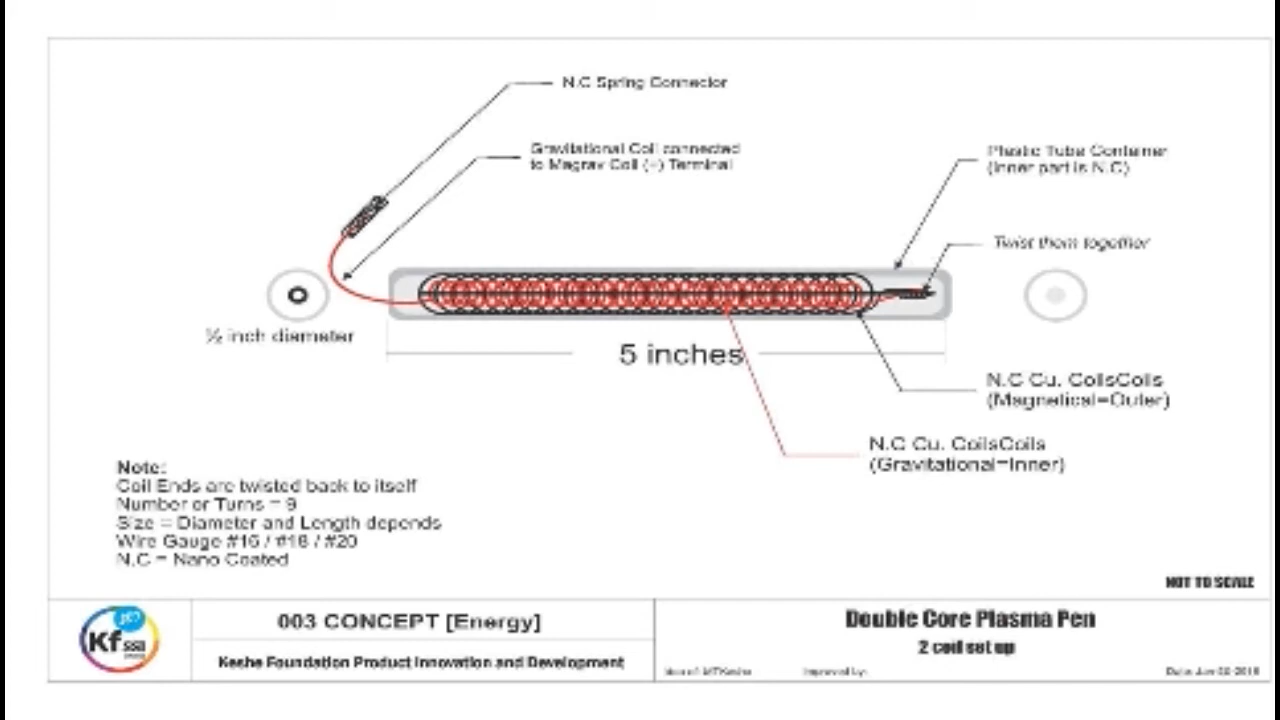 N.C Spring Connector
Gravitational Coil connected
to Magrav Coil (-) Terminal
Plastic Tube Container
(inner part is N.C)
Twist them together
½ inch diameter
5 inches
N.C Cu. CoilsCoils
(Magnetical=Outer)
N.C Cu. CoilsCoils
(Gravitational=Inner)
Note:
Coil Ends are twisted back to itself
Number or Turns = 9
Size = Diameter and Length depends
Wire Gauge #16 / #18 / #20
N.C = Nano Coated
NOT TO SCALE
Kf SSI
003 CONCEPT [Energy]
Keshe Foundation Product Innovation and Development
Double Core Plasma Pen
2 coil set up
Improved by: